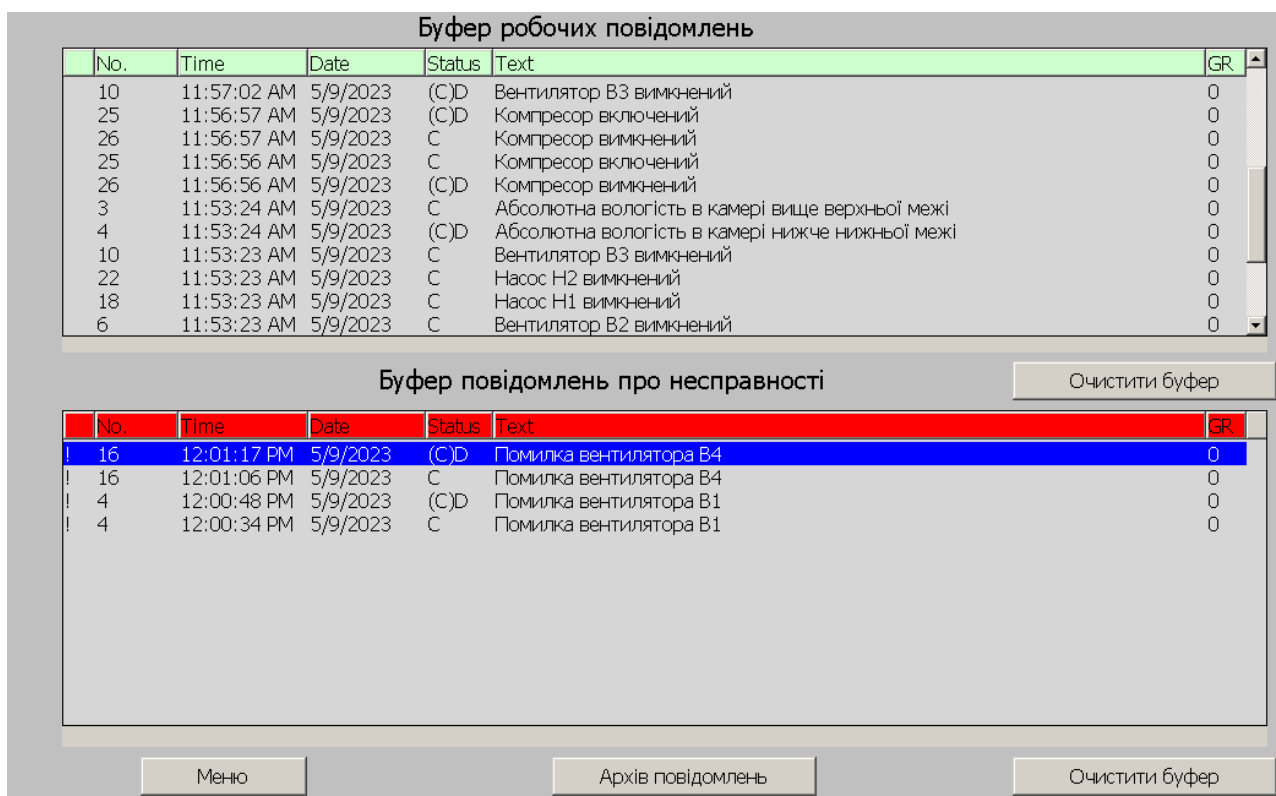 Буфер робочих повідомлень
No. Time Date Status Text GR
10 11:57:02 AM 5/9/2023 (C)D Вентилятор В3 вимкнений 0
25 11:56:57 AM 5/9/2023 (C)D Компресор включений 0
26 11:56:57 AM 5/9/2023 C Компресор вимкнений 0
25 11:56:56 AM 5/9/2023 C Компресор включений 0
26 11:56:56 AM 5/9/2023 (C)D Компресор вимкнений 0
3 11:53:24 AM 5/9/2023 C Абсолютна вологість в камері вище верхньої межі 0
4 11:53:24 AM 5/9/2023 (C)D Абсолютна вологість в камері нижче нижньої межі 0
10 11:53:23 AM 5/9/2023 C Вентилятор В3 вимкнений 0
22 11:53:23 AM 5/9/2023 C Насос Н2 вимкнений 0
18 11:53:23 AM 5/9/2023 C Насос Н1 вимкнений 0
6 11:53:23 AM 5/9/2023 C Вентилятор В2 вимкнений 0
Буфер повідомлень про несправності
Очистити буфер
No. Time Date Status Text GR
! 16 12:01:17 PM 5/9/2023 (C)D Помилка вентилятора В4 0
! 16 12:01:06 PM 5/9/2023 C Помилка вентилятора В4 0
! 4 12:00:48 PM 5/9/2023 (C)D Помилка вентилятора В1 0
! 4 12:00:34 PM 5/9/2023 C Помилка вентилятора В1 0
Меню
Архів повідомлень
Очистити буфер